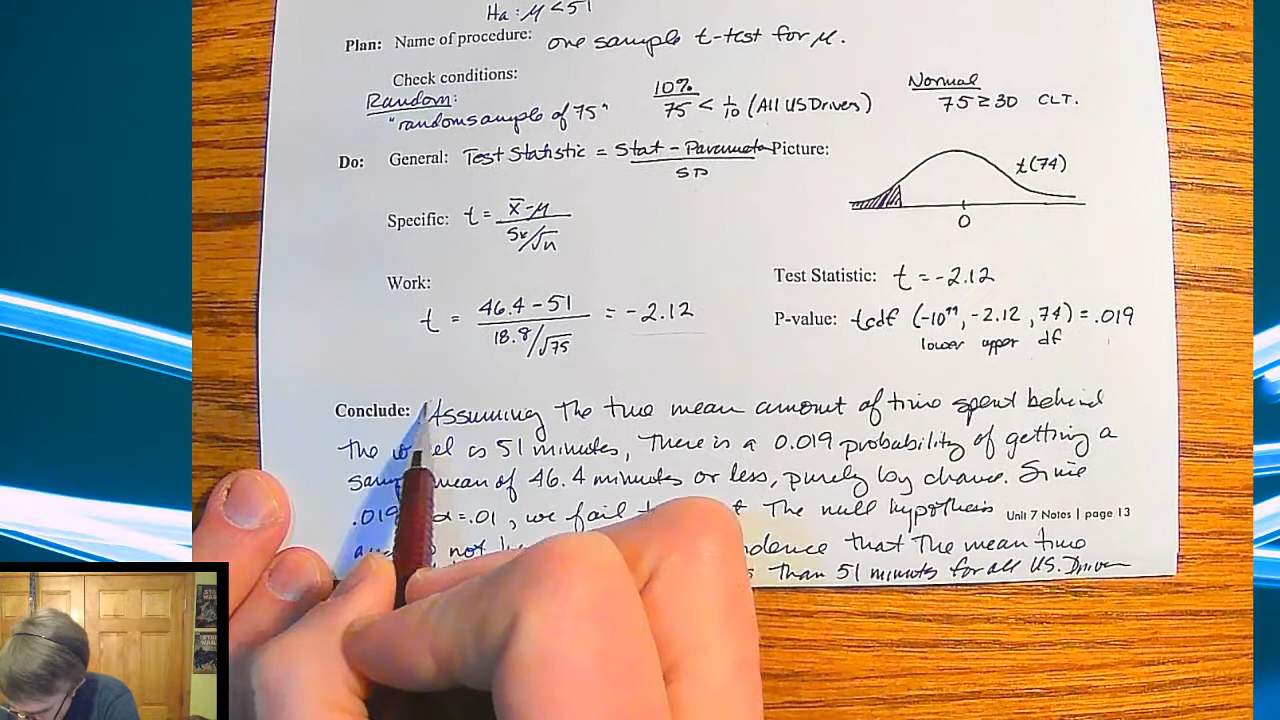 Ha: μ < 51
Plan: Name of procedure: one sample t-test for μ.
Check conditions:
Random:
"random sample of 75"
10%
75 < 1/10 (All US Drivers)
Normal
75 ≥ 30 CLT.
Do: General: Test Statistic = Stat - Parameter
SD
Picture:
t(74)
0
Specific: t = x̄-μ
Sx/√n
Work:
t = 46.4 - 51 = -2.12
18.8/√75
Test Statistic: t = -2.12
P-value: tcdf (-10^99, -2.12, 74) = .019
lower upper df
Conclude: Assuming the true mean amount of time spent behind
the is 51 minutes, There is a 0.019 probability of getting a
mean of 46.4 minutes or less, purely by chance. Since
.019 α = .01, we fail the null hypothesis
Unit 7 Notes | page 13
not that The mean time
than 51 minutes for all U.S. Drivers
STAR WARS